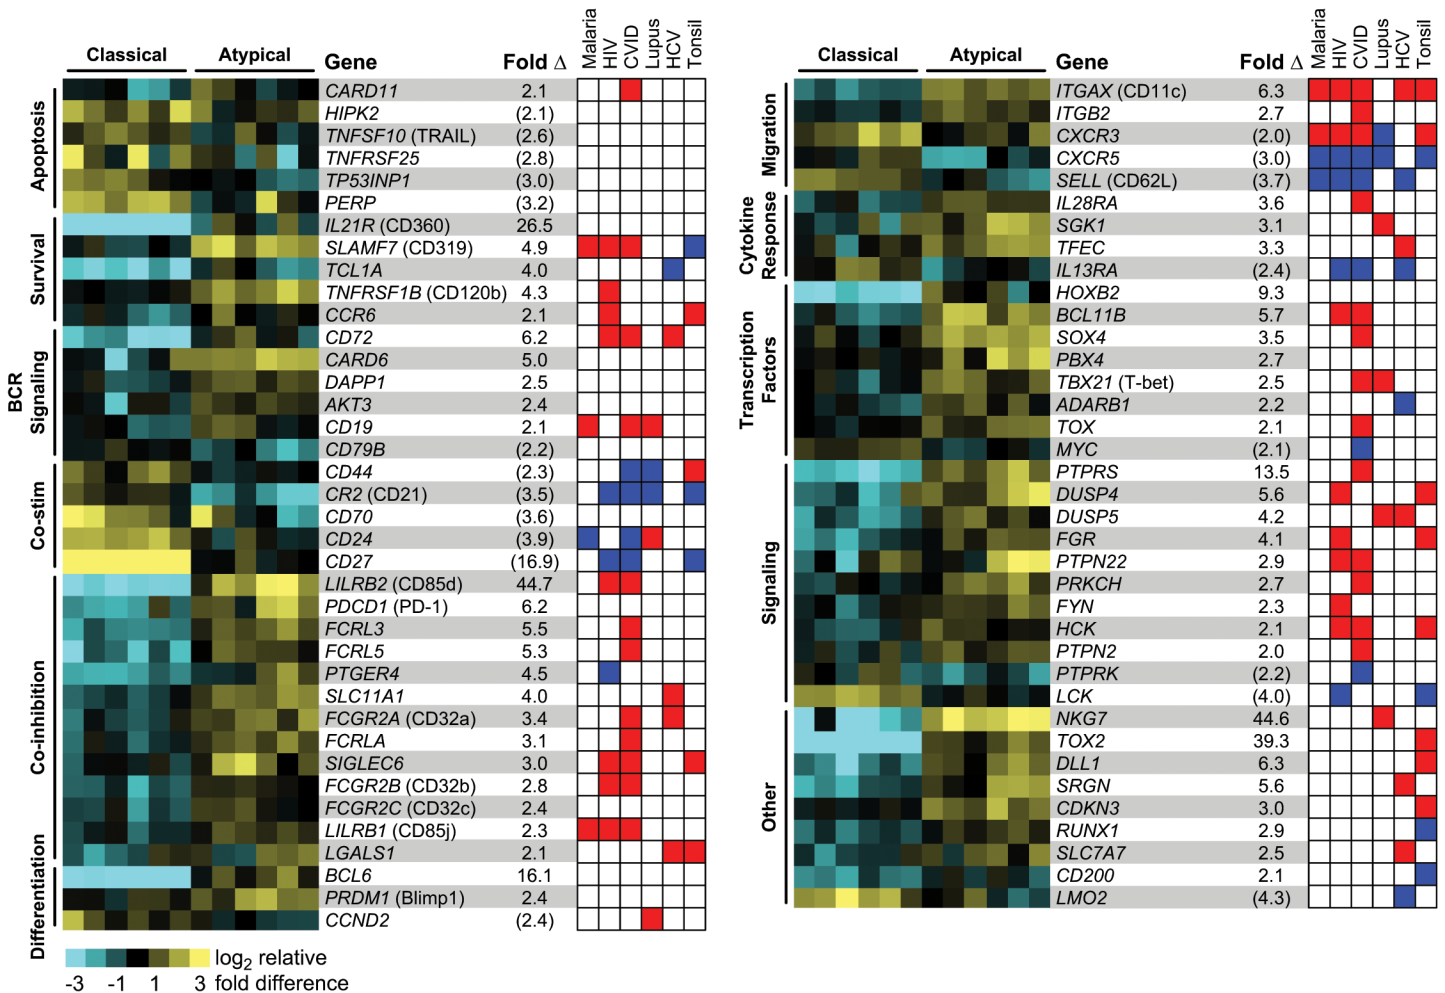 Classical Atypical Gene Fold Δ Malaria HIV CVID Lupus HCV Tonsil
Apoptosis
CARD11 2.1
HIPK2 (2.1)
TNFSF10 (TRAIL) (2.6)
TNFRSF25 (2.8)
TP53INP1 (3.0)
PERP (3.2)
Survival
IL21R (CD360) 26.5
SLAMF7 (CD319) 4.9
TCL1A 4.0
TNFRSF1B (CD120b) 4.3
CCR6 2.1
BCR
Signaling
CD72 6.2
CARD6 5.0
DAPP1 2.5
AKT3 2.4
CD19 2.1
CD79B (2.2)
Co-stim
CD44 (2.3)
CR2 (CD21) (3.5)
CD70 (3.6)
CD24 (3.9)
CD27 (16.9)
Co-inhibition
LILRB2 (CD85d) 44.7
PDCD1 (PD-1) 6.2
FCRL3 5.5
FCRL5 5.3
PTGER4 4.5
SLC11A1 4.0
FCGR2A (CD32a) 3.4
FCRLA 3.1
SIGLEC6 3.0
FCGR2B (CD32b) 2.8
FCGR2C (CD32c) 2.4
LILRB1 (CD85j) 2.3
LGALS1 2.1
Differentiation
BCL6 16.1
PRDM1 (Blimp1) 2.4
CCND2 (2.4)
log2 relative
fold difference
-3 -1 1 3
Classical Atypical Gene Fold Δ Malaria HIV CVID Lupus HCV Tonsil
Migration
ITGAX (CD11c) 6.3
ITGB2 2.7
CXCR3 (2.0)
CXCR5 (3.0)
SELL (CD62L) (3.7)
Cytokine
Response
IL28RA 3.6
SGK1 3.1
TFEC 3.3
IL13RA (2.4)
Transcription
Factors
HOXB2 9.3
BCL11B 5.7
SOX4 3.5
PBX4 2.7
TBX21 (T-bet) 2.5
ADARB1 2.2
TOX 2.1
MYC (2.1)
Signaling
PTPRS 13.5
DUSP4 5.6
DUSP5 4.2
FGR 4.1
PTPN22 2.9
PRKCH 2.7
FYN 2.3
HCK 2.1
PTPN2 2.0
PTPRK (2.2)
LCK (4.0)
Other
NKG7 44.6
TOX2 39.3
DLL1 6.3
SRGN 5.6
CDKN3 3.0
RUNX1 2.9
SLC7A7 2.5
CD200 2.1
LMO2 (4.3)